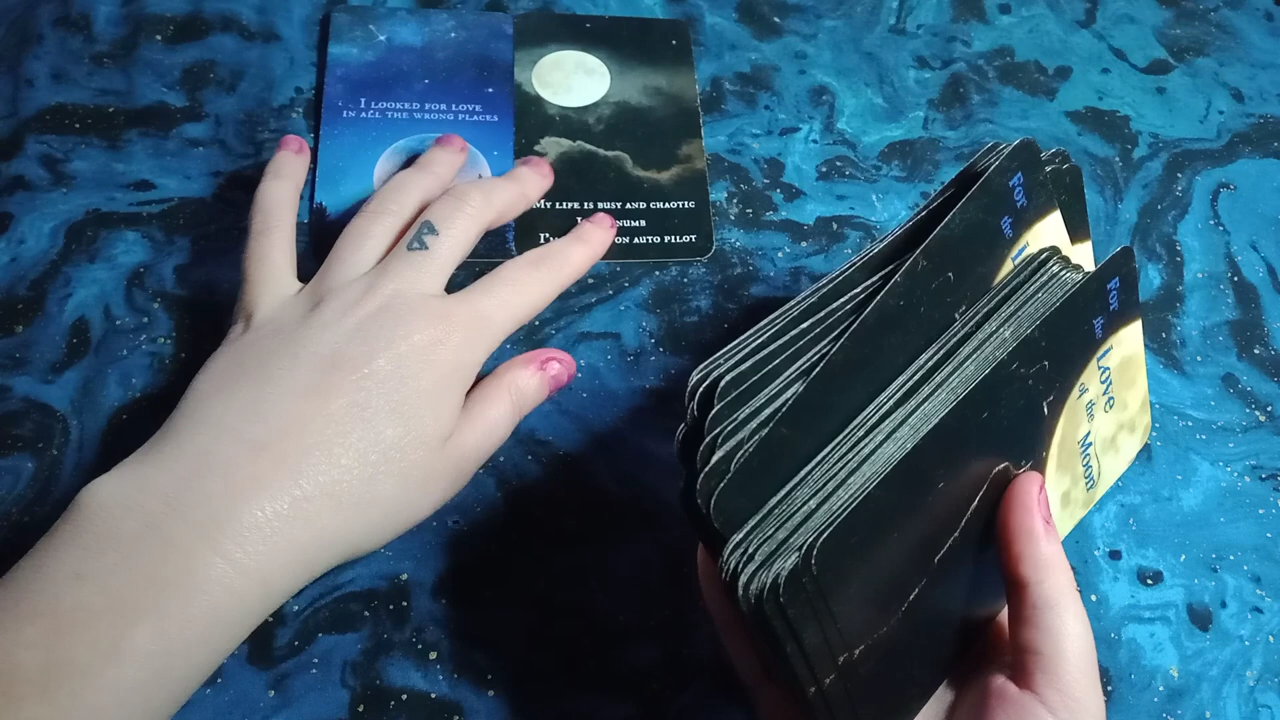 I LOOKED FOR LOVE
IN ALL THE WRONG PLACES
MY LIFE IS BUSY AND CHAOTIC
I NUMB
I'M ON AUTO PILOT
For
the
For
the
Love
of the
Moon